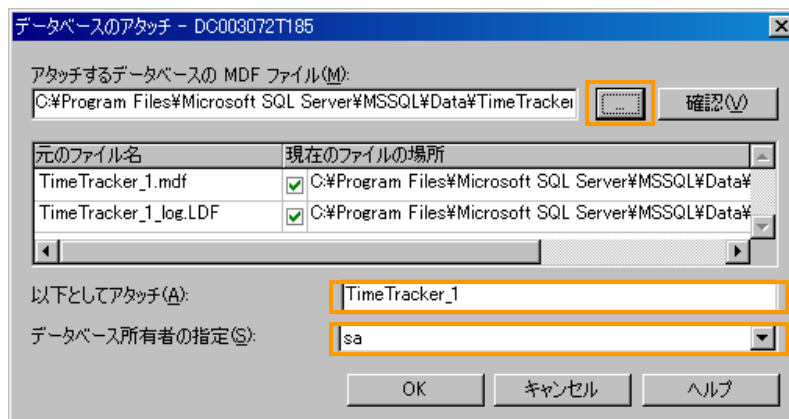 データベースのアタッチ - DC003072T185
アタッチするデータベースの MDF ファイル(M):
C:¥Program Files¥Microsoft SQL Server¥MSSQL¥Data¥TimeTracker
...
確認(V)
元のファイル名 現在のファイルの場所
TimeTracker_1.mdf C:¥Program Files¥Microsoft SQL Server¥MSSQL¥Data¥
TimeTracker_1_log.LDF C:¥Program Files¥Microsoft SQL Server¥MSSQL¥Data¥
以下としてアタッチ(A): TimeTracker_1
データベース所有者の指定(S): sa
OK キャンセル ヘルプ